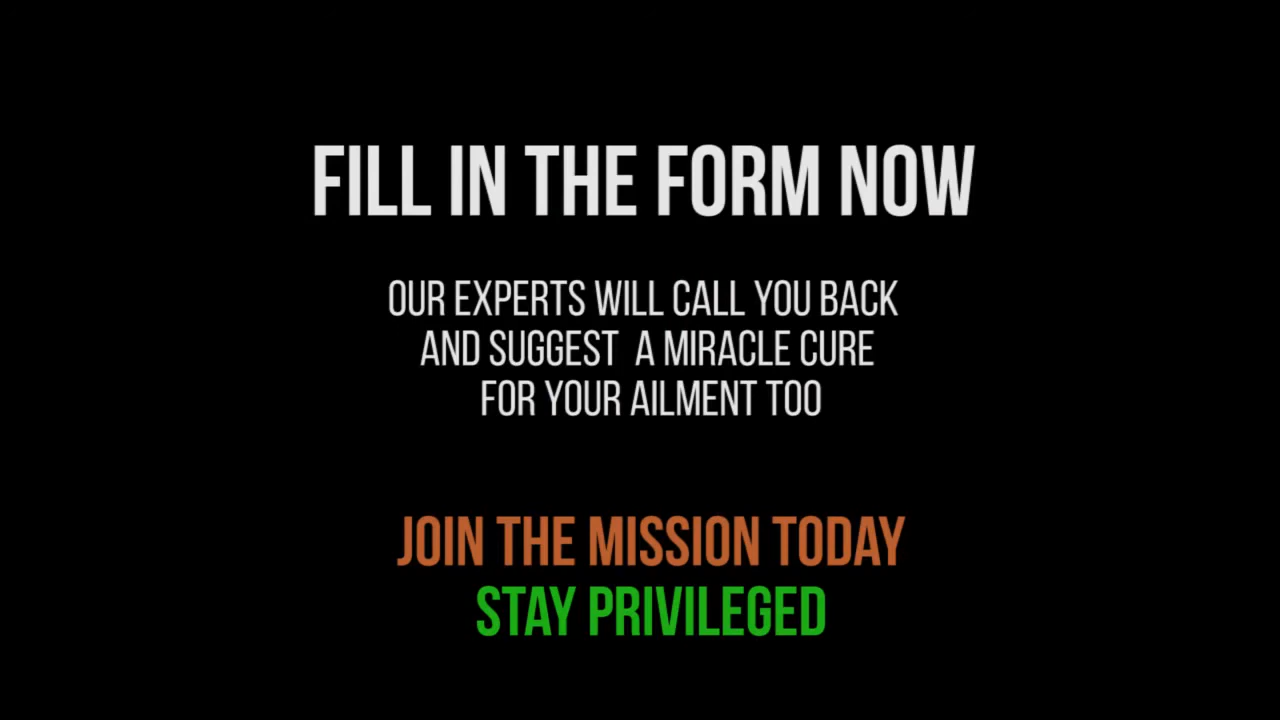 FILL IN THE FORM NOW
OUR EXPERTS WILL CALL YOU BACK
AND SUGGEST A MIRACLE CURE
FOR YOUR AILMENT TOO
JOIN THE MISSION TODAY
STAY PRIVILEGED